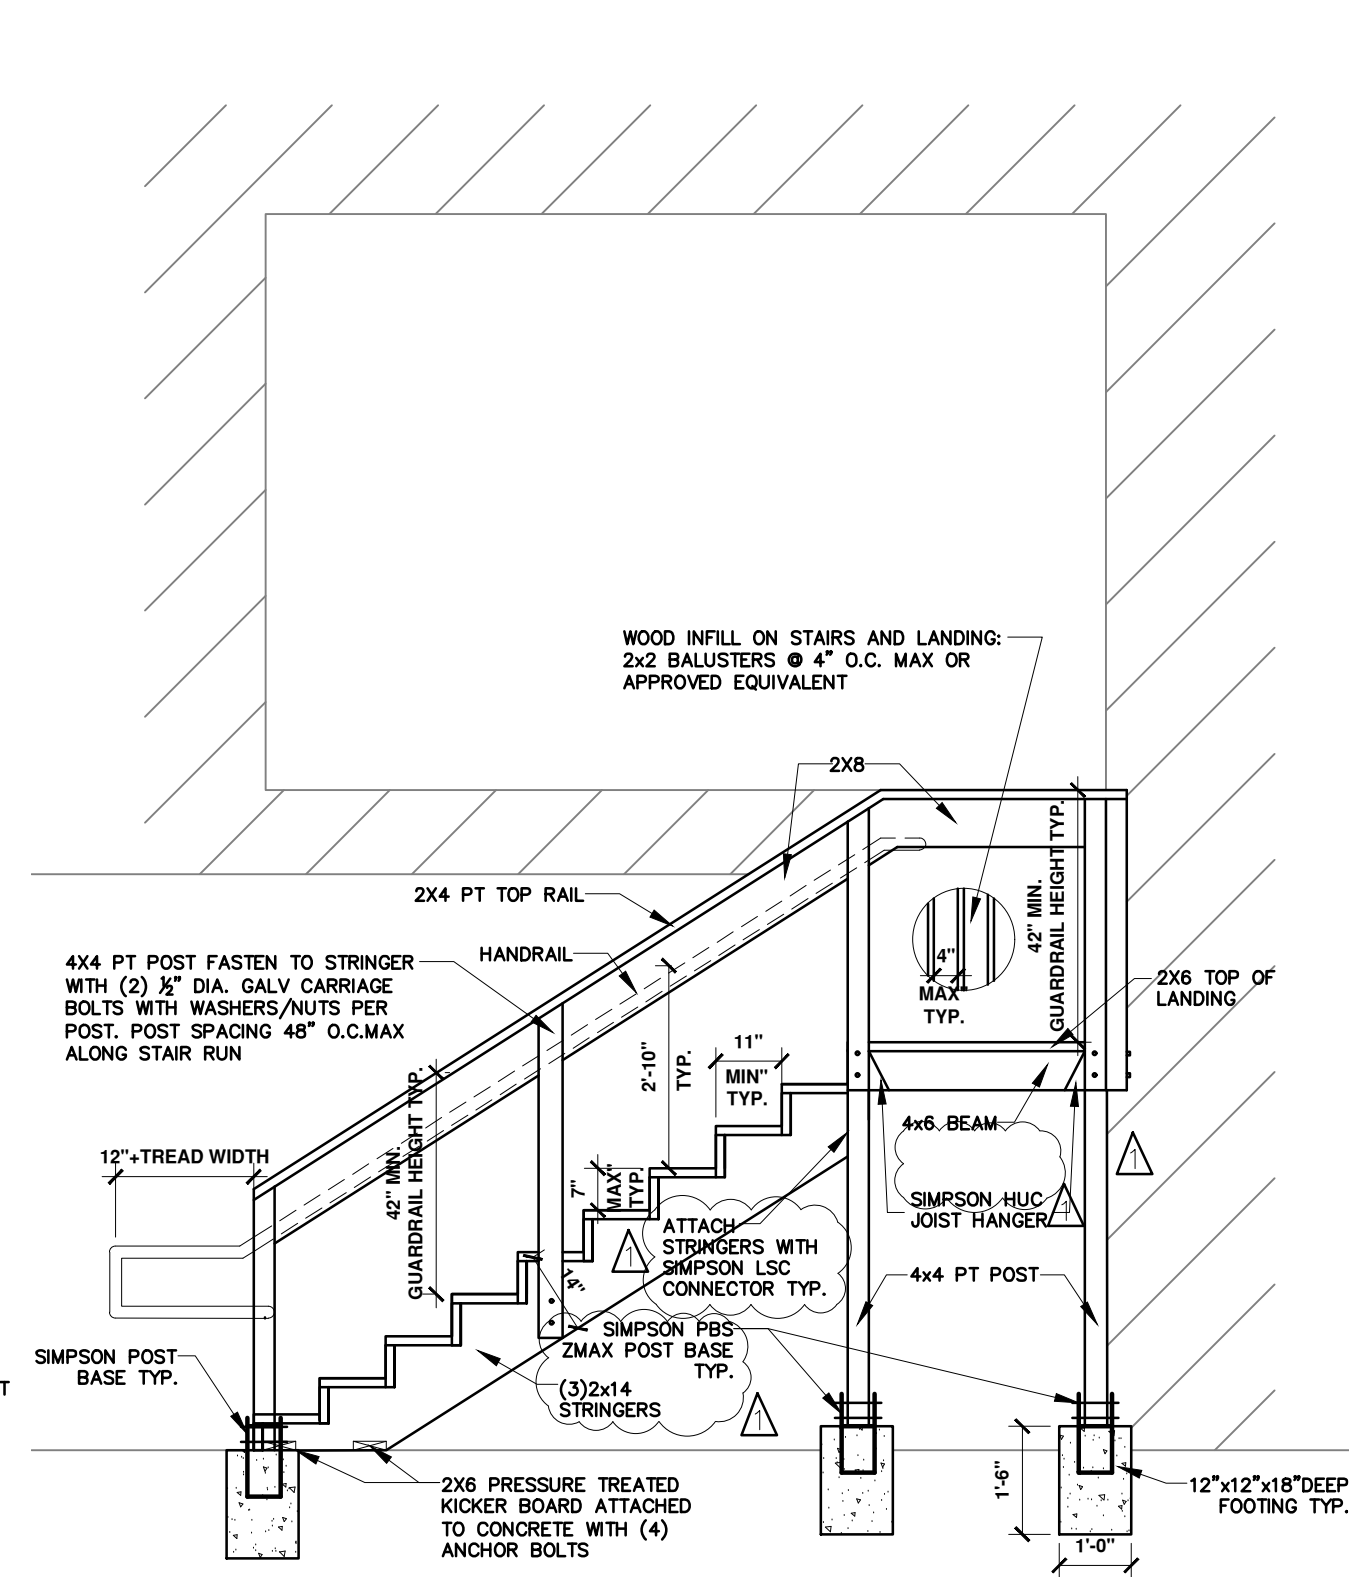 WOOD INFILL ON STAIRS AND LANDING:
2x2 BALUSTERS @ 4" O.C. MAX OR
APPROVED EQUIVALENT
2X8
2X4 PT TOP RAIL
HANDRAIL
4X4 PT POST FASTEN TO STRINGER
WITH (2) ½" DIA. GALV CARRIAGE
BOLTS WITH WASHERS/NUTS PER
POST. POST SPACING 48" O.C.MAX
ALONG STAIR RUN
42" MIN.
GUARDRAIL HEIGHT TYP.
4"
MAX"
TYP.
2X6 TOP OF
LANDING
11"
MIN"
TYP.
2'-10"
TYP.
4x6 BEAM
12"+TREAD WIDTH
42" MIN.
GUARDRAIL HEIGHT TYP.
7"
MAX"
TYP.
1
SIMPSON HUC
JOIST HANGER
1
ATTACH
STRINGERS WITH
SIMPSON LSC
CONNECTOR TYP.
1
14"
4x4 PT POST
SIMPSON PBS
ZMAX POST BASE
TYP.
SIMPSON POST
BASE TYP.
T
(3)2x14
STRINGERS
1
2X6 PRESSURE TREATED
KICKER BOARD ATTACHED
TO CONCRETE WITH (4)
ANCHOR BOLTS
1'-6"
12"x12"x18"DEEP
FOOTING TYP.
1'-0"